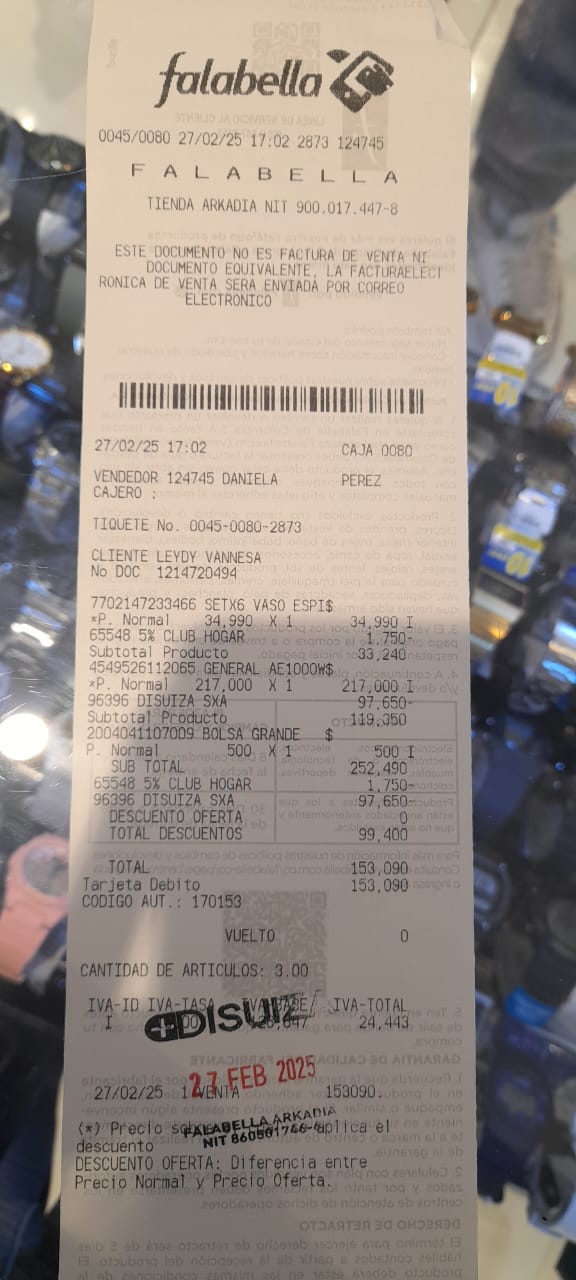 falabella
0045/0080 27/02/25 17:02 2873 124745
F A L A B E L L A
TIENDA ARKADIA NIT 900.017.447-8
ESTE DOCUMENTO NO ES FACTURA DE VENTA NI
DOCUMENTO EQUIVALENTE, LA FACTURAELECT
RONICA DE VENTA SERA ENVIADA POR CORREO
ELECTRONICO
27/02/25 17:02 CAJA 0080
VENDEDOR 124745 DANIELA PEREZ
CAJERO :
TIQUETE No. 0045-0080-2873
CLIENTE LEYDY VANNESA
No DOC 1214720494
7702147233466 SETX6 VASO ESPI$
*P. Normal 34,990 X 1 34,990 I
65548 5% CLUB HOGAR 1,750-
Subtotal Producto 33,240
4549526112065 GENERAL AE1000W$
*P. Normal 217,000 X 1 217,000 I
96396 DISUIZA SXA 97,650-
Subtotal Producto 119,350
2004041107009 BOLSA GRANDE $
P. Normal 500 X 1 500 I
SUB TOTAL 252,490
65548 5% CLUB HOGAR 1,750-
96396 DISUIZA SXA 97,650-
DESCUENTO OFERTA 0
TOTAL DESCUENTOS 99,400
TOTAL 153,090
Tarjeta Debito 153,090
CODIGO AUT.: 170153
VUELTO 0
CANTIDAD DE ARTICULOS: 3.00
IVA-ID IVA-TASA IVA-BASE/ IVA-TOTAL
I 24,443
DISUIZ
27 FEB 2025
27/02/25 VENTA 153090.
FALABELLA ARKADIA
(*) Precio aplica el
descuento
DESCUENTO OFERTA: Diferencia entre
Precio Normal y Precio Oferta.